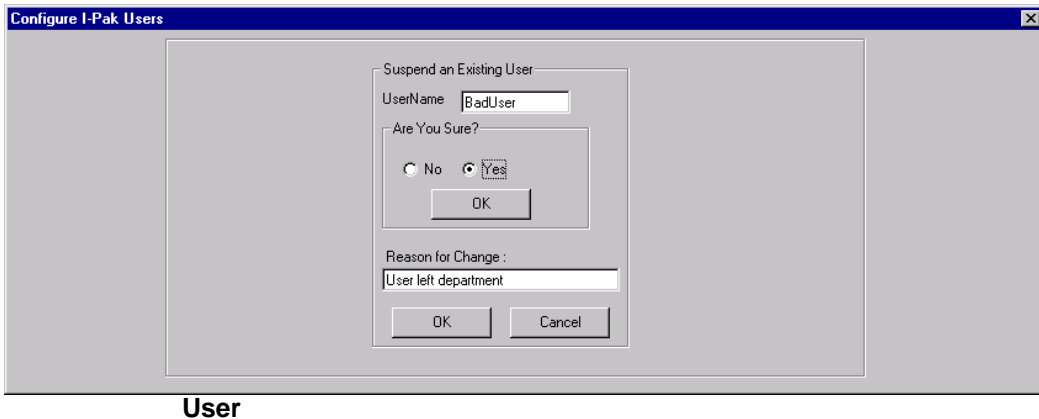 Configure I-Pak Users
Suspend an Existing User
UserName BadUser
Are You Sure?
No Yes
OK
Reason for Change :
User left department
OK Cancel
User